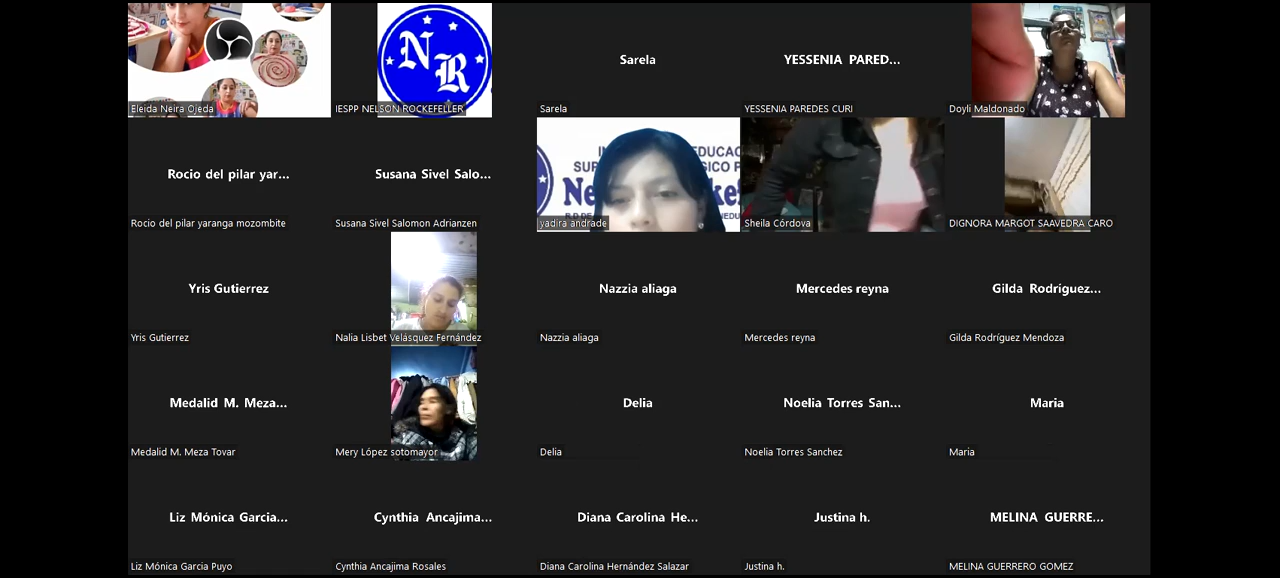 Eleida Neira Ojeda
NR
IESPP NELSON ROCKEFELLER
Sarela
Sarela
YESSENIA PARED...
YESSENIA PAREDES CURI
Doyli Maldonado
Rocio del pilar yar...
Rocio del pilar yaranga mozombite
Susana Sivel Salo...
Susana Sivel Salomon Adrianzen
EDUCAC
SUP
SICO P
Ne
yadira andrade
Sheila Córdova
DIGNORA MARGOT SAAVEDRA CARO
Yris Gutierrez
Yris Gutierrez
Nalia Lisbet Velásquez Fernández
Nazzia aliaga
Nazzia aliaga
Mercedes reyna
Mercedes reyna
Gilda Rodríguez...
Gilda Rodríguez Mendoza
Medalid M. Meza...
Medalid M. Meza Tovar
Mery López sotomayor
Delia
Delia
Noelia Torres San...
Noelia Torres Sanchez
Maria
Maria
Liz Mónica Garcia...
Liz Mónica Garcia Puyo
Cynthia Ancajima...
Cynthia Ancajima Rosales
Diana Carolina He...
Diana Carolina Hernández Salazar
Justina h.
Justina h.
MELINA GUERRE...
MELINA GUERRERO GOMEZ